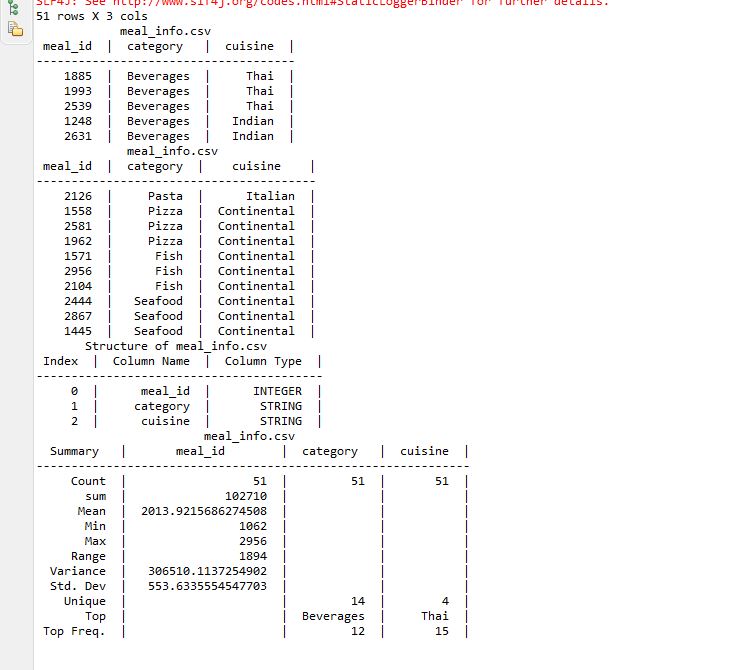 SLF4J: See http://www.slf4j.org/codes.html#StaticLoggerBinder for further details.
51 rows X 3 cols
meal_info.csv
meal_id | category | cuisine |
----------------------------------
1885 | Beverages | Thai |
1993 | Beverages | Thai |
2539 | Beverages | Thai |
1248 | Beverages | Indian |
2631 | Beverages | Indian |
meal_info.csv
meal_id | category | cuisine |
-------------------------------------
2126 | Pasta | Italian |
1558 | Pizza | Continental |
2581 | Pizza | Continental |
1962 | Pizza | Continental |
1571 | Fish | Continental |
2956 | Fish | Continental |
2104 | Fish | Continental |
2444 | Seafood | Continental |
2867 | Seafood | Continental |
1445 | Seafood | Continental |
Structure of meal_info.csv
Index | Column Name | Column Type |
--------------------------------------
0 | meal_id | INTEGER |
1 | category | STRING |
2 | cuisine | STRING |
meal_info.csv
Summary | meal_id | category | cuisine |
----------------------------------------------------------
Count | 51 | 51 | 51 |
sum | 102710 | | |
Mean | 2013.9215686274508 | | |
Min | 1062 | | |
Max | 2956 | | |
Range | 1894 | | |
Variance | 306510.1137254902 | | |
Std. Dev | 553.6335554547703 | | |
Unique | | 14 | 4 |
Top | | Beverages | Thai |
Top Freq. | | 12 | 15 |